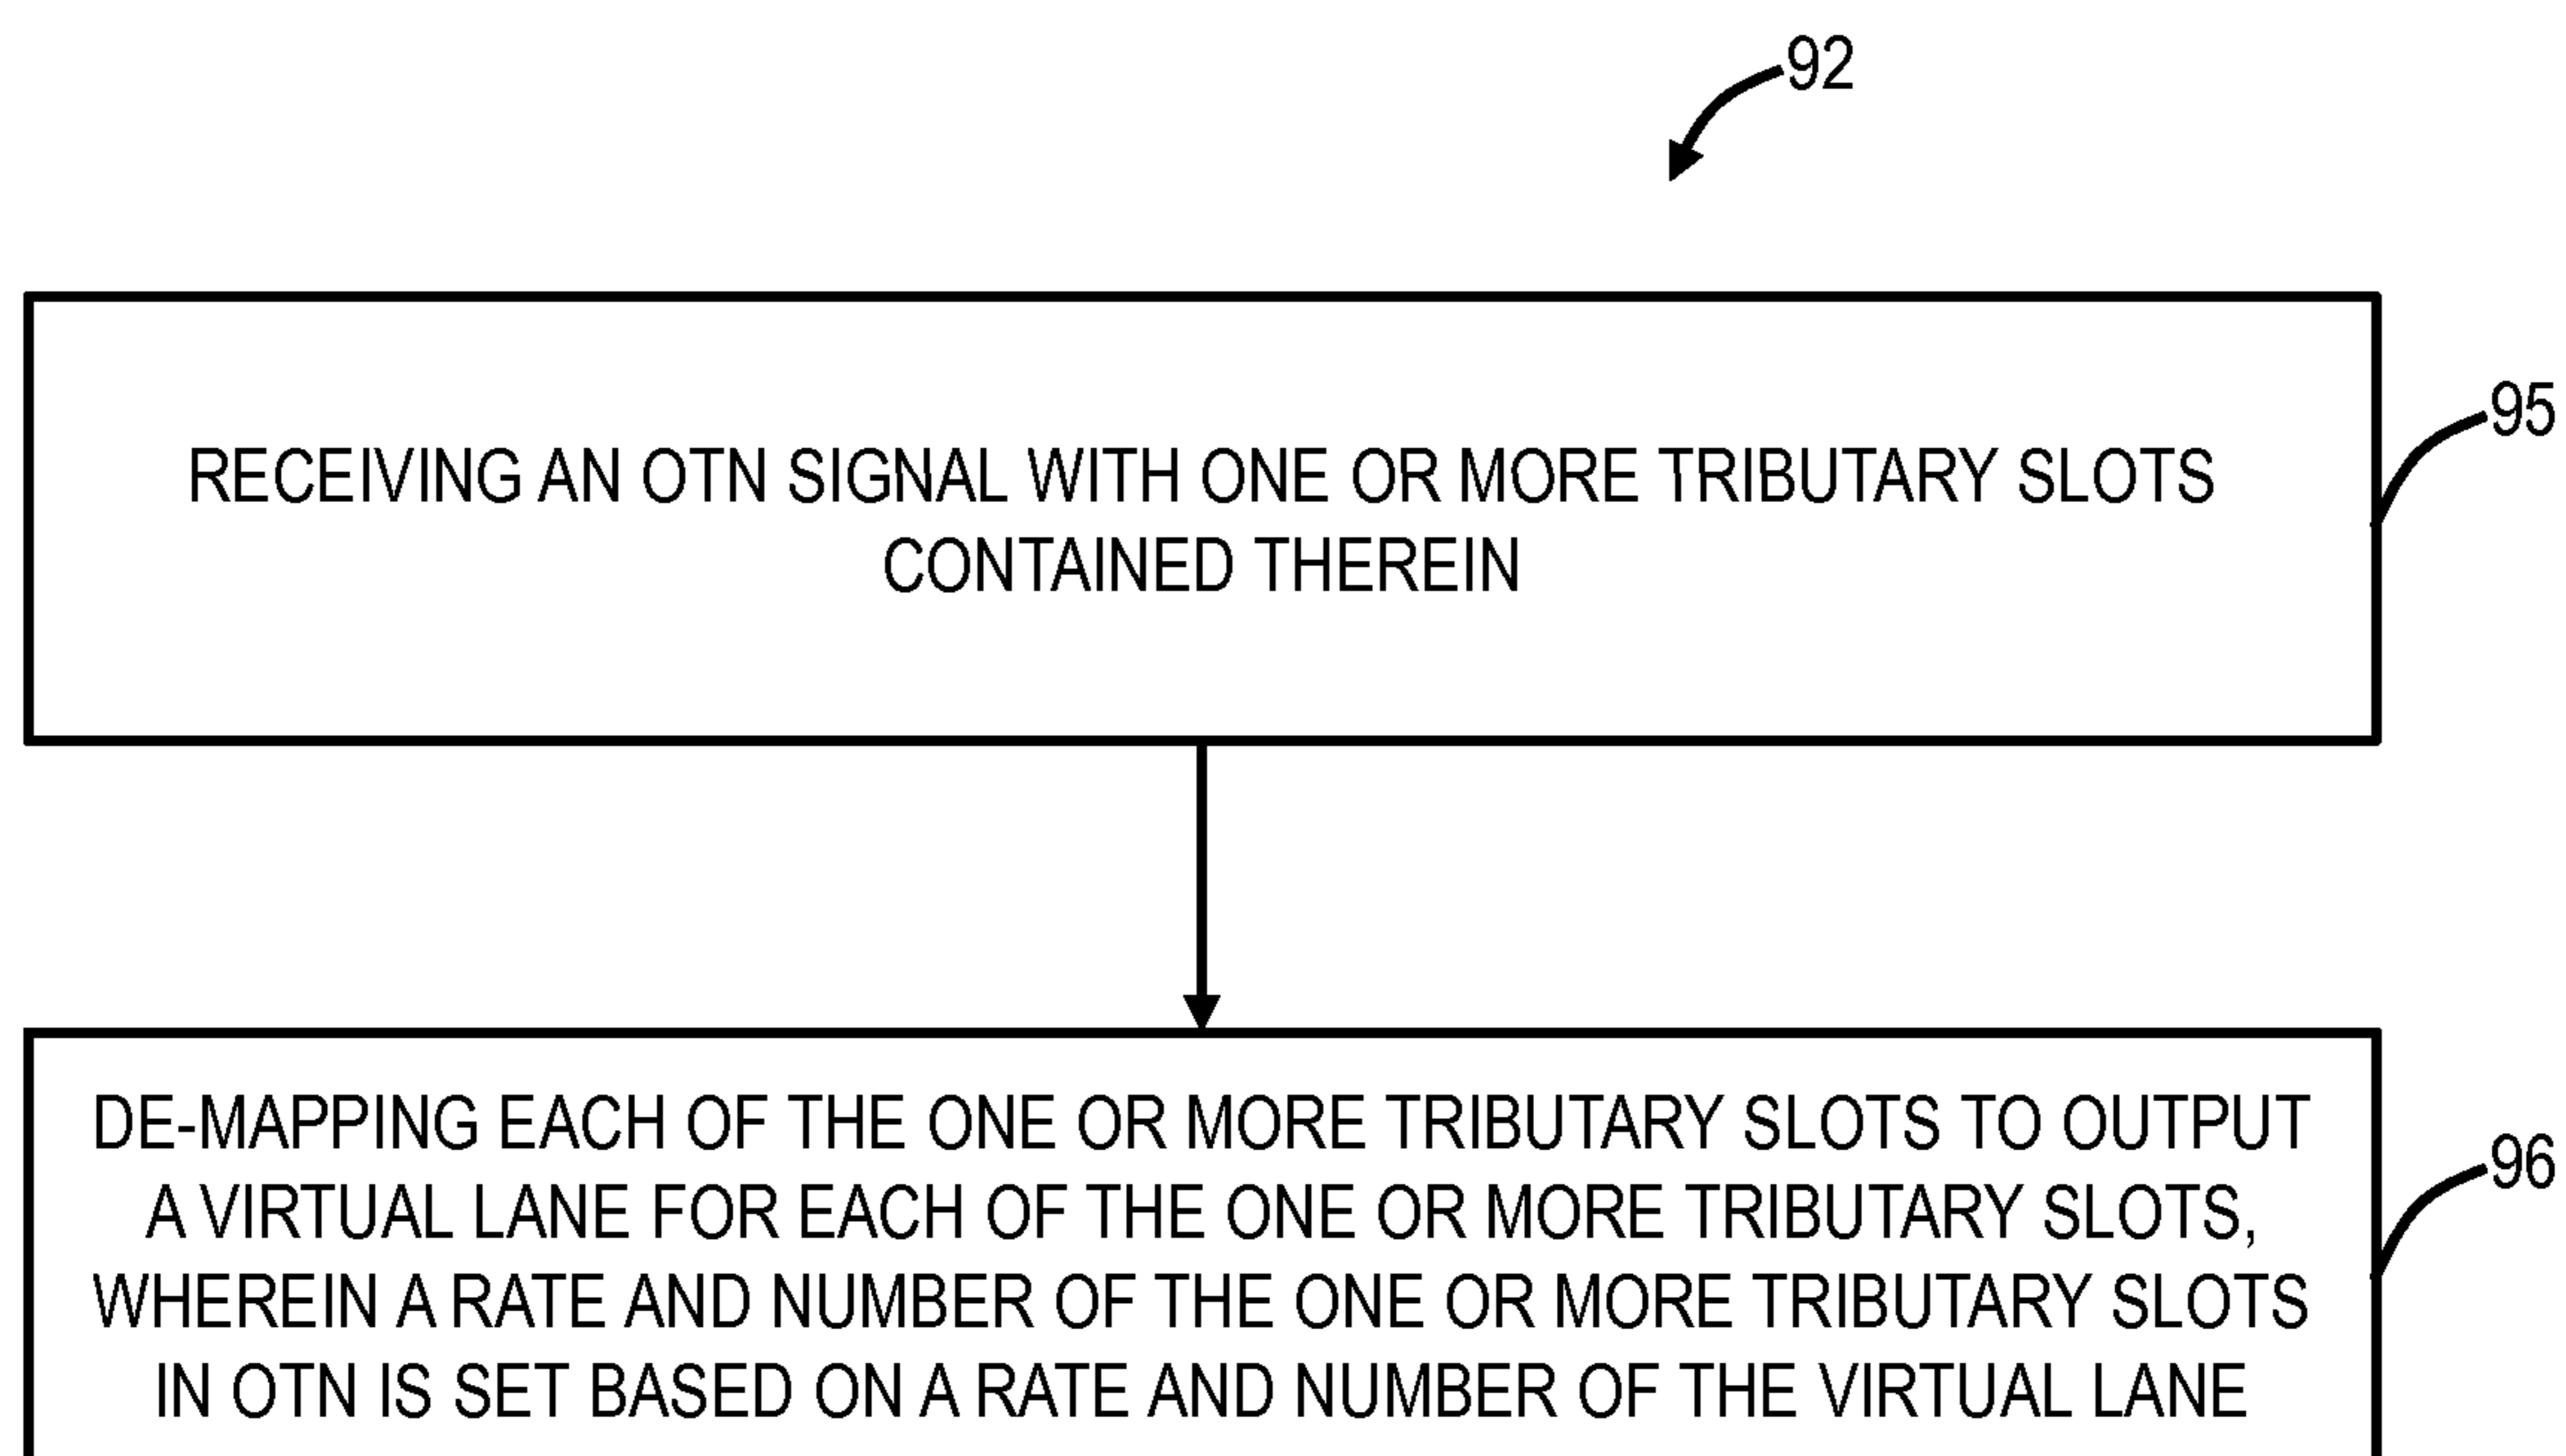 92
RECEIVING AN OTN SIGNAL WITH ONE OR MORE TRIBUTARY SLOTS
CONTAINED THEREIN
95
DE-MAPPING EACH OF THE ONE OR MORE TRIBUTARY SLOTS TO OUTPUT
A VIRTUAL LANE FOR EACH OF THE ONE OR MORE TRIBUTARY SLOTS,
WHEREIN A RATE AND NUMBER OF THE ONE OR MORE TRIBUTARY SLOTS
IN OTN IS SET BASED ON A RATE AND NUMBER OF THE VIRTUAL LANE
96